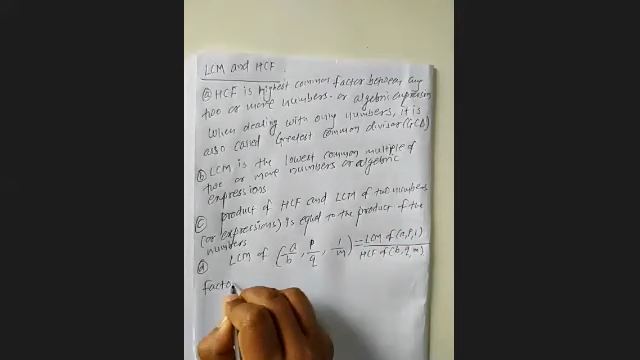 LCM and HCF.
(a) HCF is highest common factor between any
two or more numbers. or algebric expression
When dealing with only numbers, it is
also called Greatest common divisor (GCD)
(b) LCM is the lowest common multiple of
two or more numbers or algebric
expressions
(c) product of HCF and LCM of two numbers
(or expressions) is equal to the product of the
numbers
(d) LCM of (a/b, p/q, 1/m) = LCM of (a, p, 1) / HCF of (b, q, m)
facto